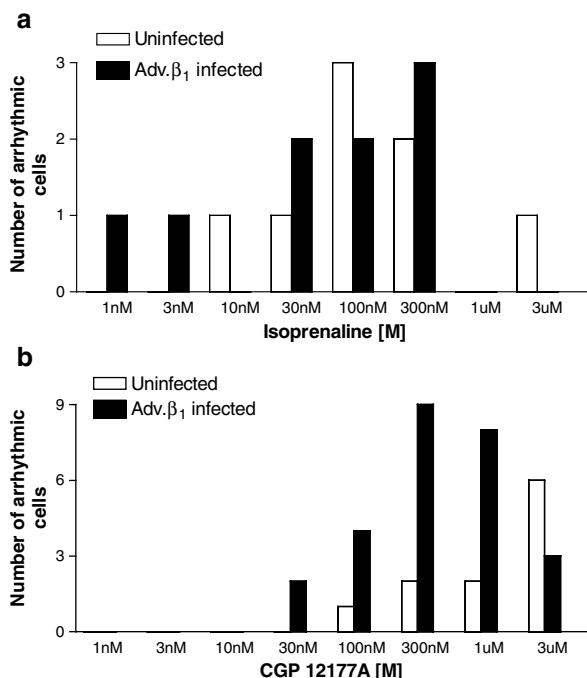 a
Uninfected
Adv.β1 infected
Number of arrhythmic
cells
3
2
1
0
1nM 3nM 10nM 30nM 100nM 300nM 1uM 3uM
Isoprenaline [M]
b
Uninfected
Adv.β1 infected
Number of arrhythmic
cells
9
6
3
0
1nM 3nM 10nM 30nM 100nM 300nM 1uM 3uM
CGP 12177A [M]